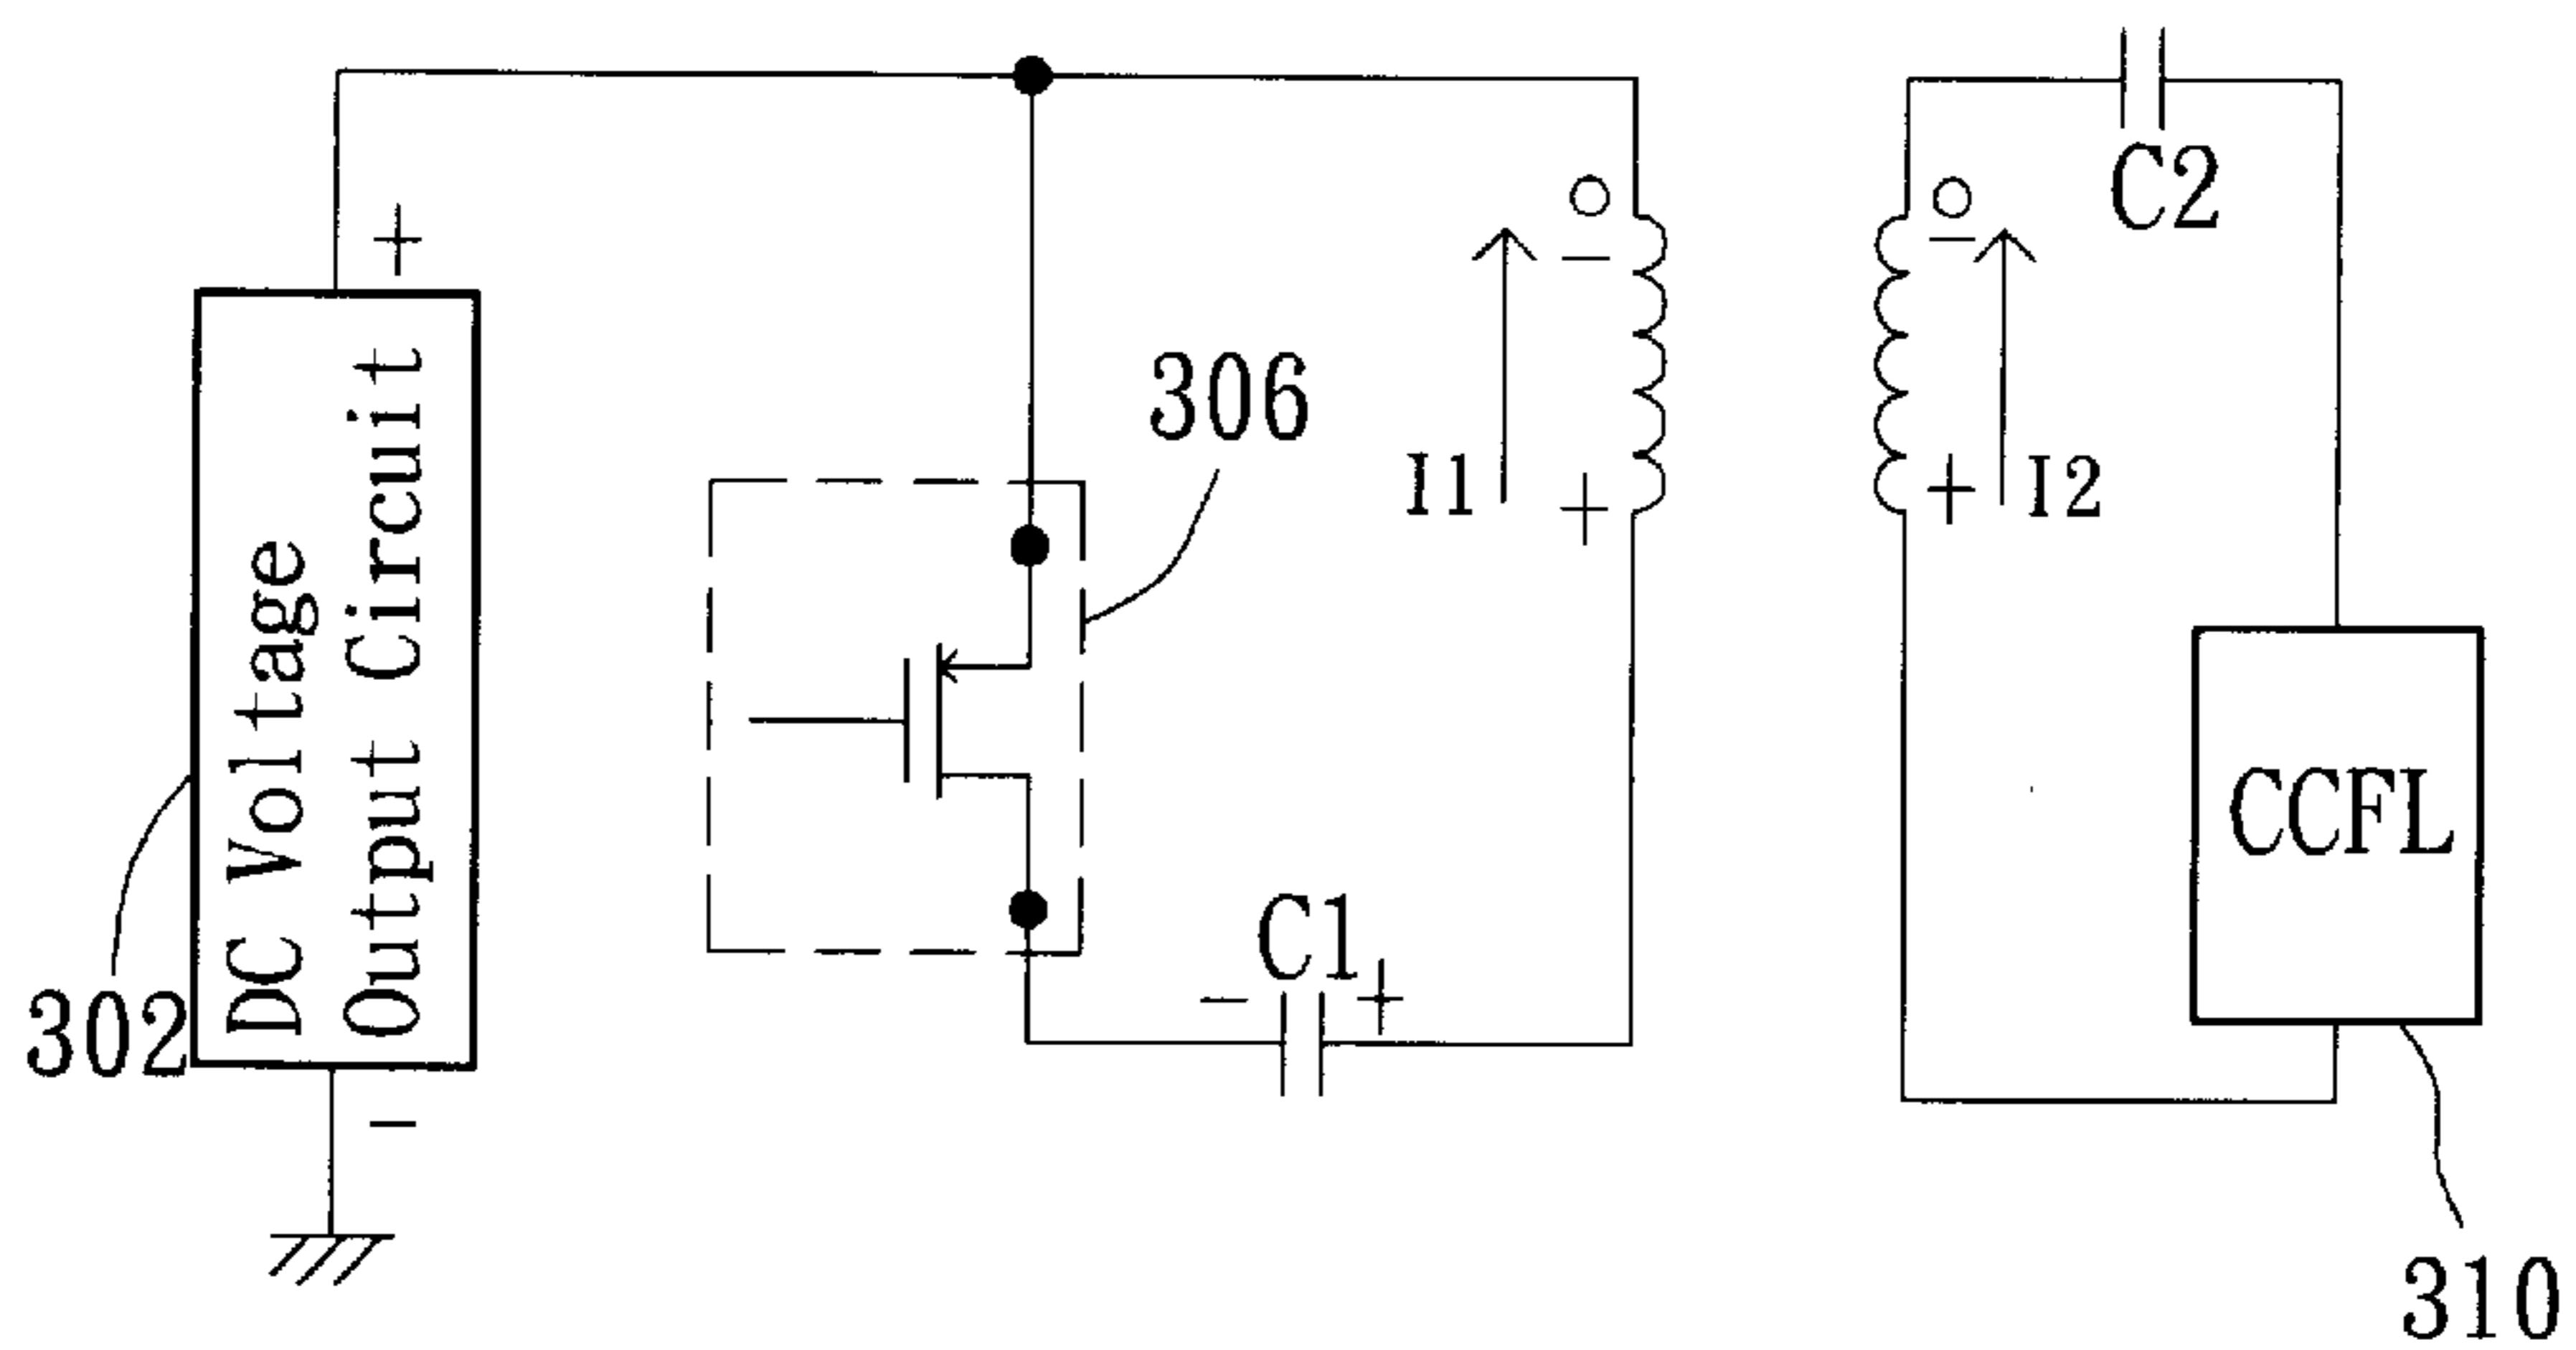 C2
+
306
DC Voltage
Output Circuit
I1
-
+
-
+
I2
CCFL
C1
-
+
302
-
310